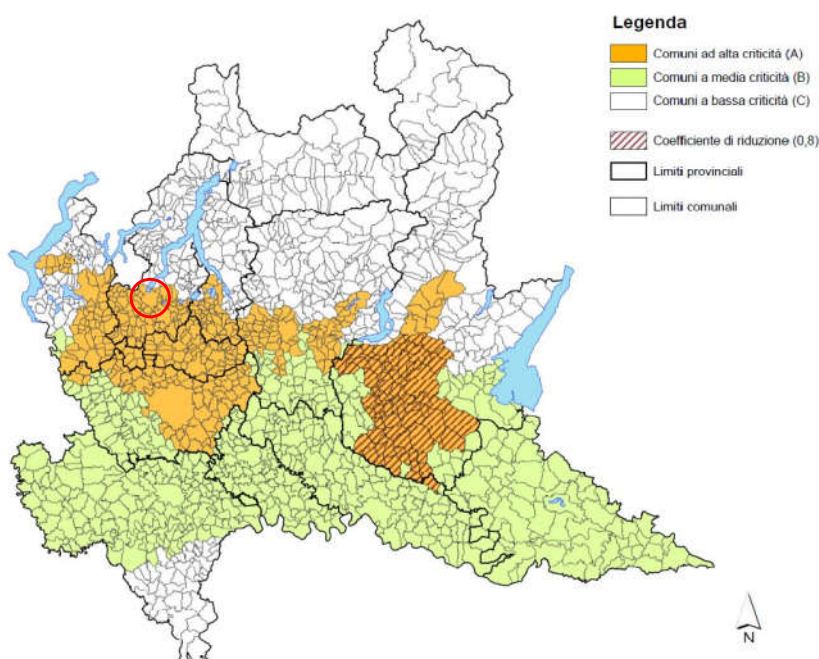 Legenda
Comuni ad alta criticità (A)
Comuni a media criticità (B)
Comuni a bassa criticità (C)
Coefficiente di riduzione (0,8)
Limiti provinciali
Limiti comunali
N